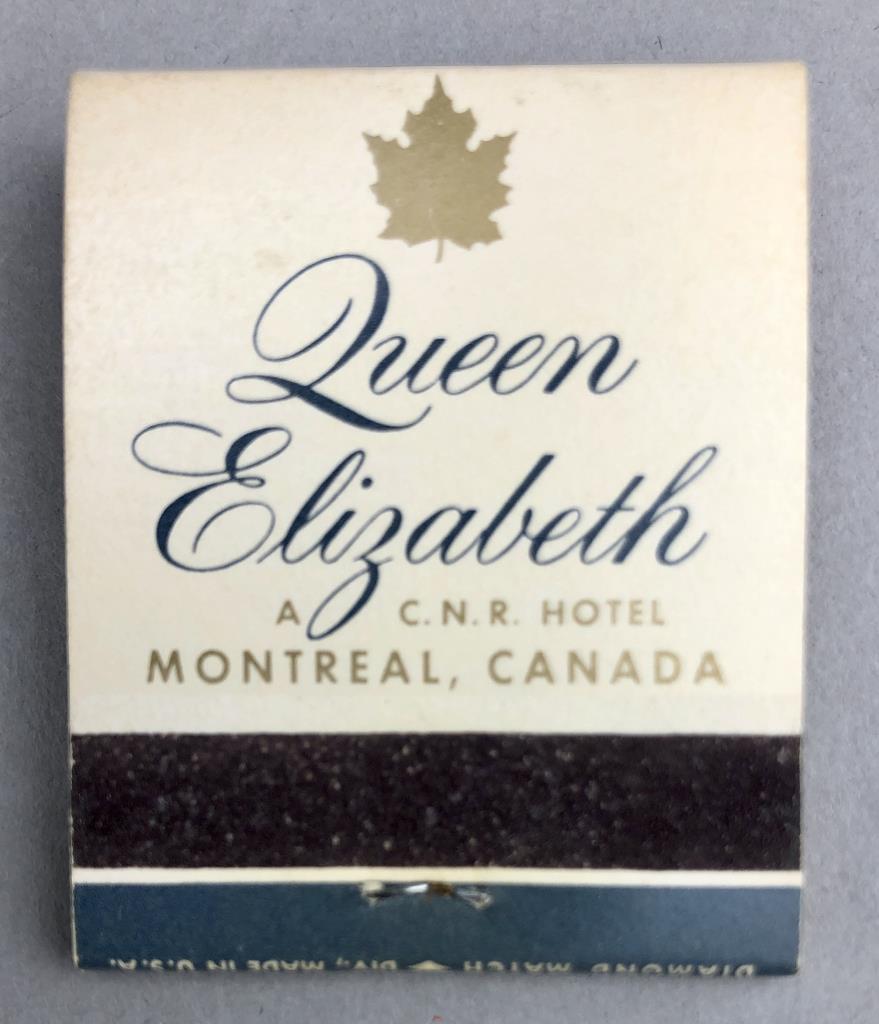 Queen
Elizabeth
A C.N.R. HOTEL
MONTREAL, CANADA
DIAMOND MATCH DIV., MADE IN U.S.A.